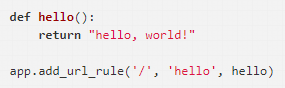 def hello():
    return "hello, world!"

app.add_url_rule('/', 'hello', hello)